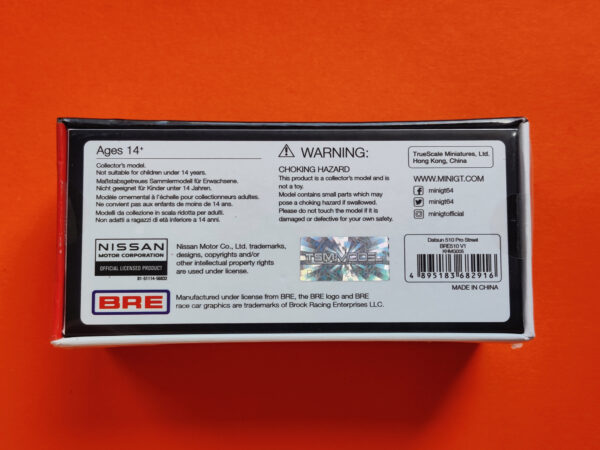 Ages 14+
Collector's model.
Not suitable for children under 14 years.
Maßstabsgetreues Sammlermodell für Erwachsene.
Nicht geeignet für Kinder unter 14 Jahren.
Modèle ornemental à l'échelle pour collectionneurs adultes.
Ne convient pas aux enfants de moins de 14 ans.
Modelli da collezione in scala ridotta per adulti.
Non adatti a ragazzi di età inferiore a 14 anni.
NISSAN
MOTOR CORPORATION
OFFICIAL LICENSED PRODUCT
Nissan Motor Co., Ltd. trademarks,
designs, copyrights and/or
other intellectual property rights
are used under license.
BRE
Manufactured under license from BRE, the BRE logo and BRE
race car graphics are trademarks of Brock Racing Enterprises LLC.
WARNING:
CHOKING HAZARD
This product is a collector's model and is
not a toy.
Model contains small parts which may
pose a choking hazard if swallowed.
Please do not touch the model if it is
damaged or defective for your own safety.
TSM-MODEL
TrueScale Miniatures, Ltd.
Hong Kong, China
WWW.MINIGT.COM
minigt64
minigt64
minigtofficial
Datsun 510 Pro Street
BRE510 V1
4 895183 682916
MADE IN CHINA